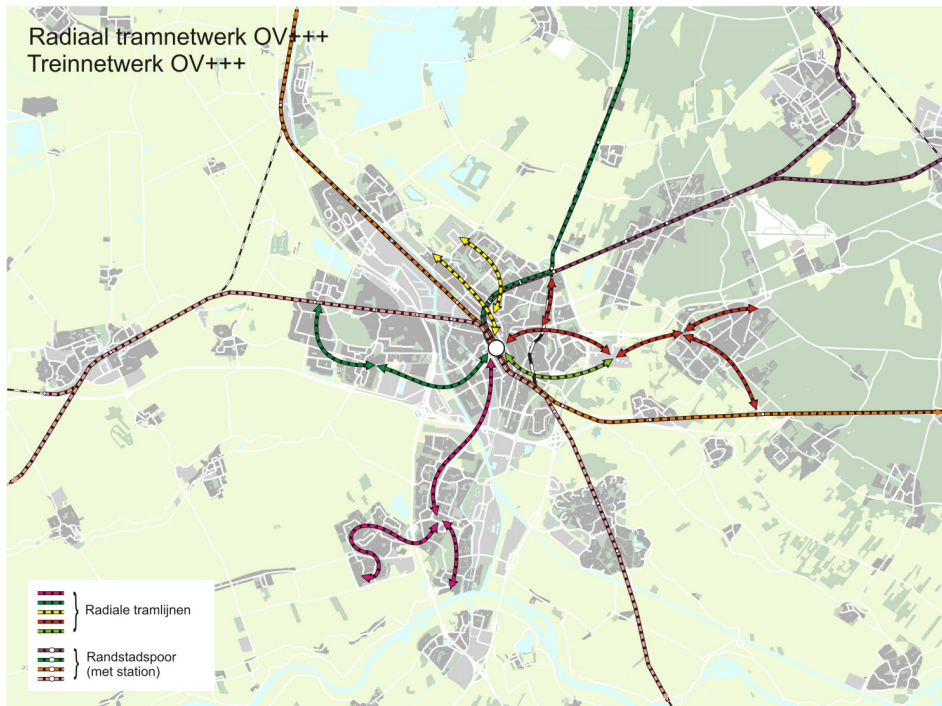 Radiaal tramnetwerk OV+++
Treinnetwerk OV+++
Radiale tramlijnen
Randstadspoor
(met station)